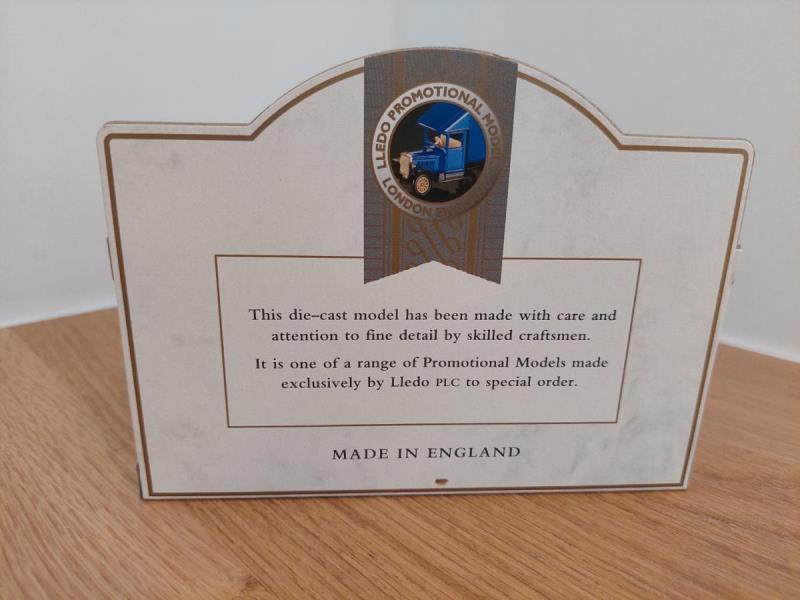 LLEDO PROMOTIONAL MODELS
LONDON ENGLAND
This die–cast model has been made with care and
attention to fine detail by skilled craftsmen.
It is one of a range of Promotional Models made
exclusively by Lledo PLC to special order.
MADE IN ENGLAND